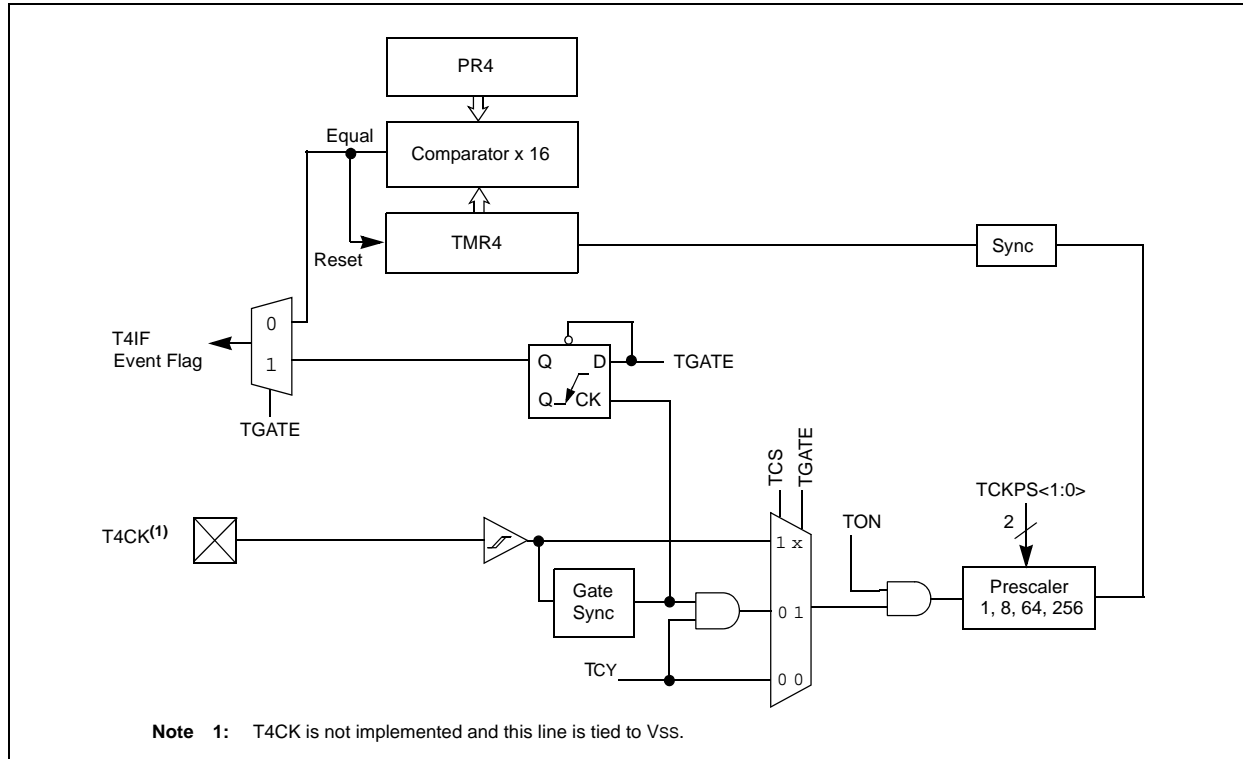 PR4
Equal
Comparator x 16
TMR4
Reset
Sync
0
T4IF
Event Flag
1
Q D
TGATE
Q CK
TGATE
TCS
TGATE
TCKPS<1:0>
2
TON
T4CK(1)
1 x
Prescaler
1, 8, 64, 256
Gate
Sync
0 1
TCY
0 0
Note 1: T4CK is not implemented and this line is tied to VSS.